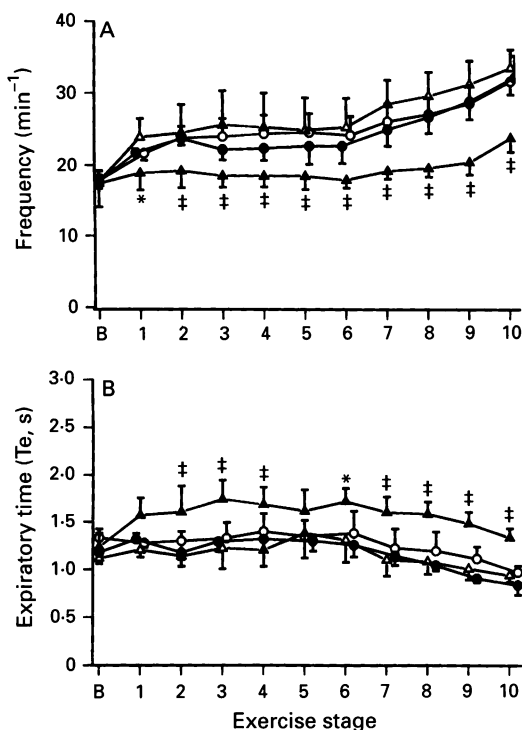 A
Frequency (min⁻¹)
40
30
20
10
0
* ‡ ‡ ‡ ‡ ‡ ‡ ‡ ‡ ‡
B 1 2 3 4 5 6 7 8 9 10
B
Expiratory time (Te, s)
3·0
2·5
2·0
1·5
1·0
0·5
0
‡ ‡ ‡ * ‡ ‡ ‡ ‡
B 1 2 3 4 5 6 7 8 9 10
Exercise stage